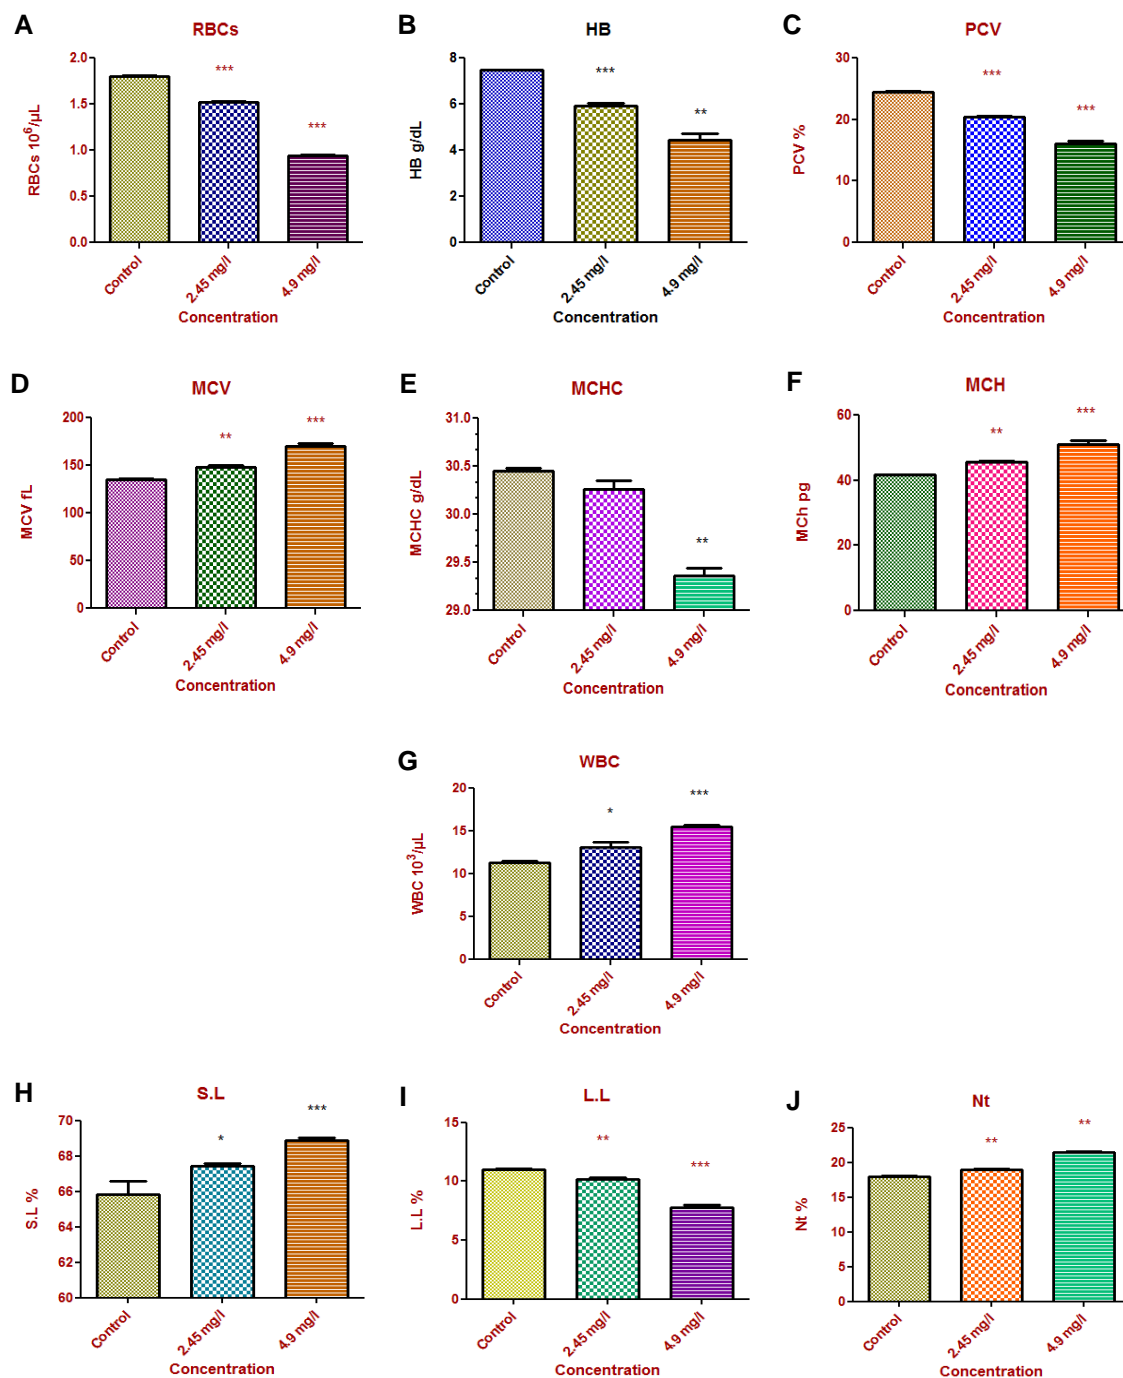 A
RBCs
RBCs 10^6/µL
2.0
1.5
1.0
0.5
0.0
***
***
Control
2.45 mg/l
4.9 mg/l
Concentration
B
HB
HB g/dL
8
6
4
2
0
***
**
Control
2.45 mg/l
4.9 mg/l
Concentration
C
PCV
PCV %
30
20
10
0
***
***
Control
2.45 mg/l
4.9 mg/l
Concentration
D
MCV
MCV fL
200
150
100
50
0
**
***
Control
2.45 mg/l
4.9 mg/l
Concentration
E
MCHC
MCHC g/dL
31.0
30.5
30.0
29.5
29.0
**
Control
2.45 mg/l
4.9 mg/l
Concentration
F
MCH
MCh pg
60
40
20
0
**
***
Control
2.45 mg/l
4.9 mg/l
Concentration
G
WBC
WBC 10^3/µL
20
15
10
5
0
*
***
Control
2.45 mg/l
4.9 mg/l
Concentration
H
S.L
S.L %
70
68
66
64
62
60
*
***
Control
2.45 mg/l
4.9 mg/l
Concentration
I
L.L
L.L %
15
10
5
0
**
***
Control
2.45 mg/l
4.9 mg/l
Concentration
J
Nt
Nt %
25
20
15
10
5
0
**
**
Control
2.45 mg/l
4.9 mg/l
Concentration